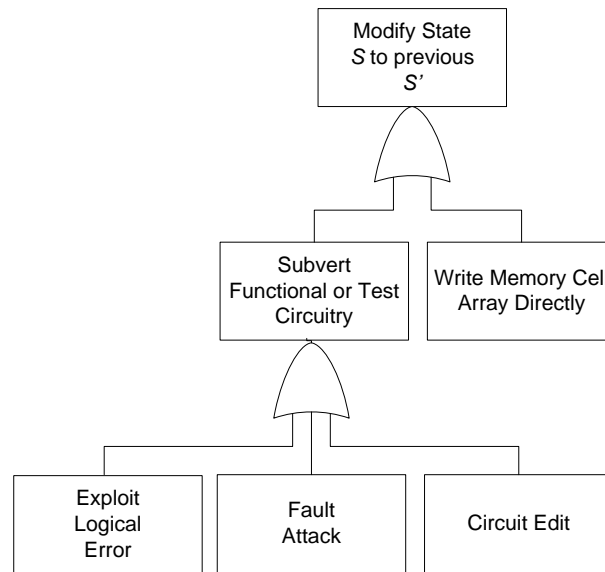 Modify State
S to previous
S'
Subvert
Functional or Test
Circuitry
Write Memory Cel
Array Directly
Exploit
Logical
Error
Fault
Attack
Circuit Edit